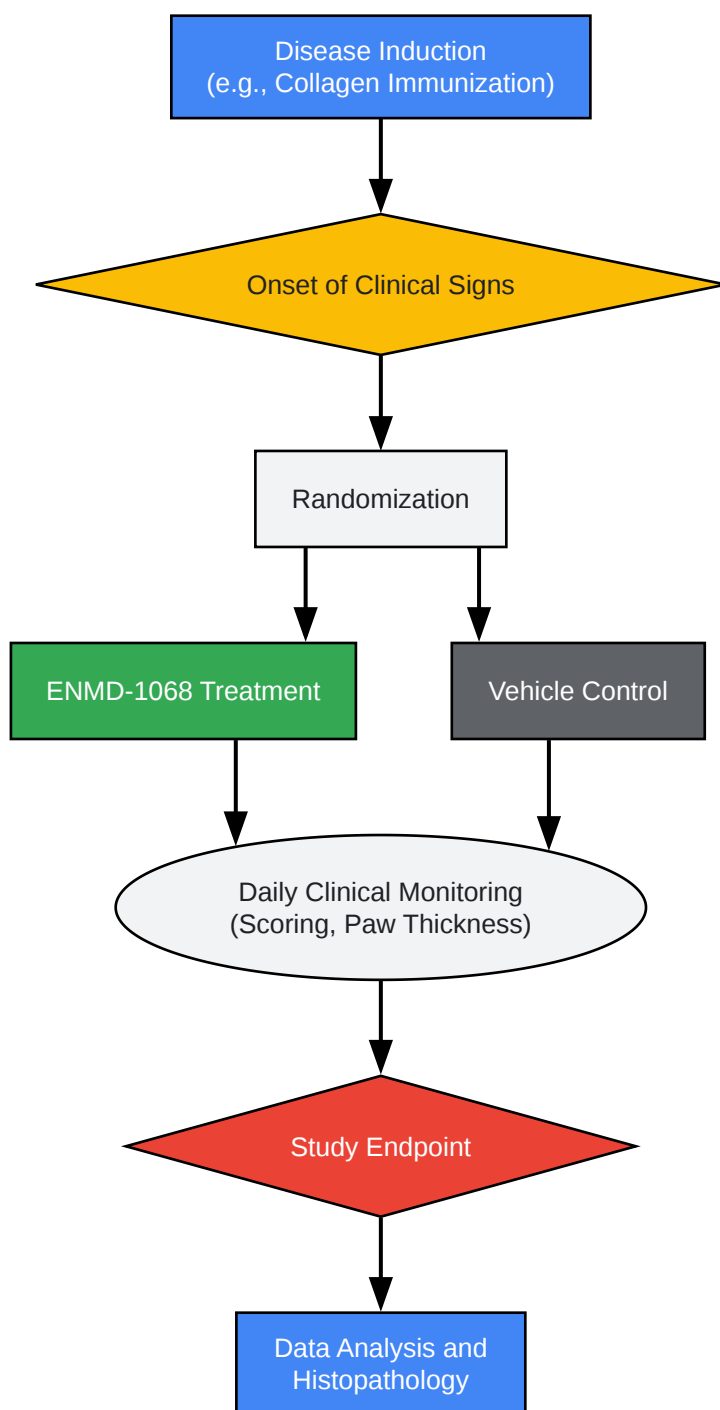 Disease Induction
(e.g., Collagen Immunization)
Onset of Clinical Signs
Randomization
ENMD-1068 Treatment
Vehicle Control
Daily Clinical Monitoring
(Scoring, Paw Thickness)
Study Endpoint
Data Analysis and
Histopathology